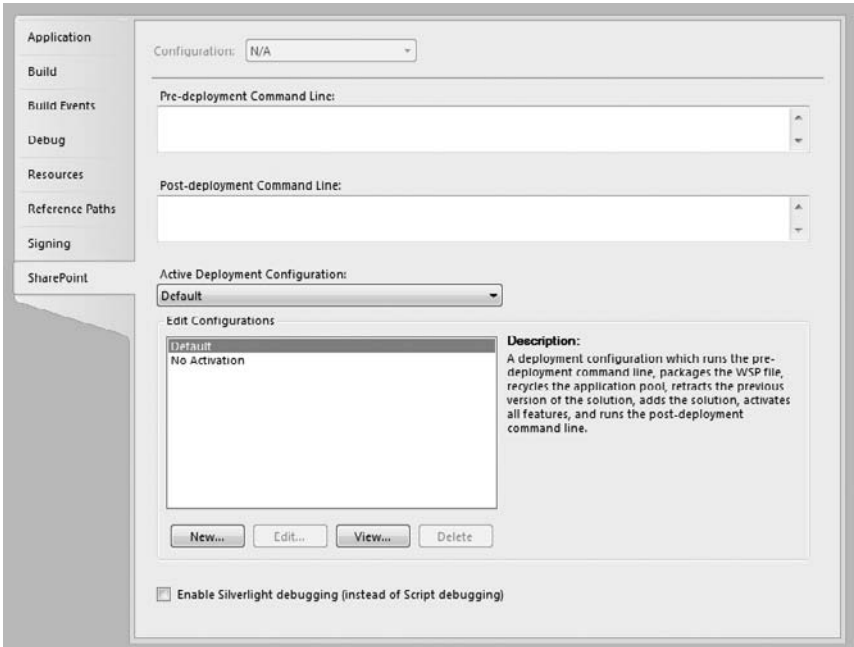 Application
Build
Build Events
Debug
Resources
Reference Paths
Signing
SharePoint
Configuration: N/A
Pre-deployment Command Line:
Post-deployment Command Line:
Active Deployment Configuration:
Default
Edit Configurations
Default
No Activation
Description:
A deployment configuration which runs the pre-
deployment command line, packages the WSP file,
recycles the application pool, retracts the previous
version of the solution, adds the solution, activates
all features, and runs the post-deployment
command line.
New... Edit... View... Delete
Enable Silverlight debugging (instead of Script debugging)